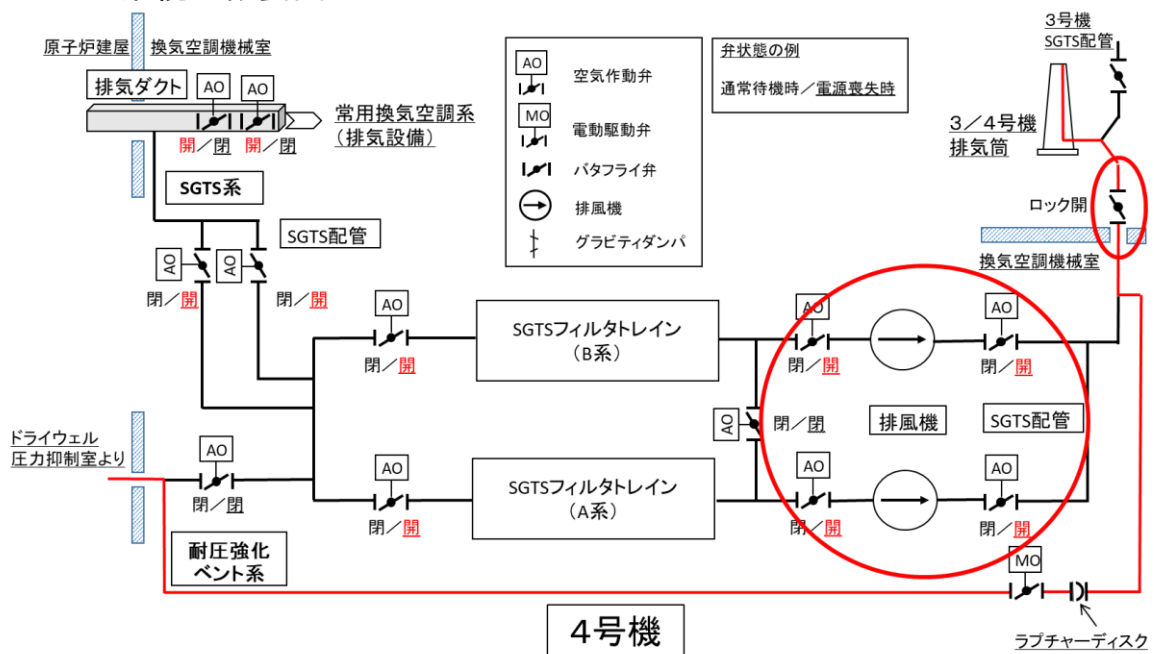 原子炉建屋
換気空調機械室
排気ダクト
AO
AO
開／閉
開／閉
常用換気空調系
（排気設備）
SGTS系
SGTS配管
AO
AO
閉／開
閉／開
AO
空気作動弁
MO
電動駆動弁
バタフライ弁
排風機
グラビティダンパ
弁状態の例
通常待機時／電源喪失時
３号機
SGTS配管
３／４号機
排気筒
ロック開
換気空調機械室
AO
閉／開
SGTSフィルタトレイン
（B系）
AO
閉／開
AO
閉／開
AO
閉／閉
排風機
SGTS配管
ドライウェル
圧力抑制室より
AO
閉／閉
AO
閉／開
SGTSフィルタトレイン
（A系）
AO
閉／開
AO
閉／開
耐圧強化
ベント系
MO
ラプチャーディスク
４号機